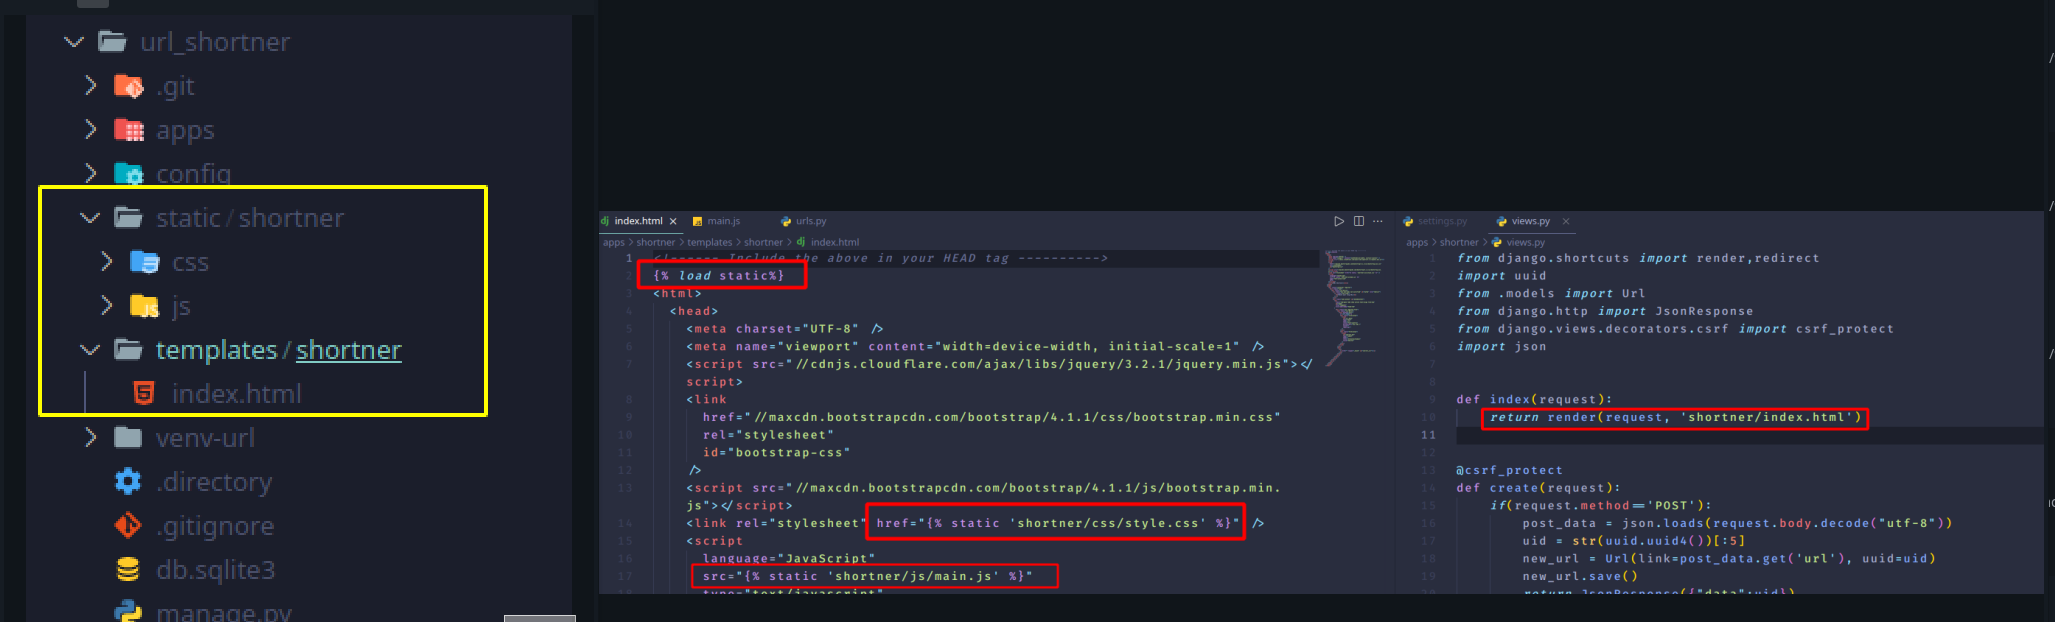 url_shortner
.git
apps
config
static/shortner
css
js
templates/shortner
index.html
venv-url
.directory
.gitignore
db.sqlite3
manage.py
index.html
main.js
urls.py
apps > shortner > templates > shortner > index.html
1 <!------ Include the above in your HEAD tag ---------->
2 {% load static%}
3 <html>
4 <head>
5 <meta charset="UTF-8" />
6 <meta name="viewport" content="width=device-width, initial-scale=1" />
7 <script src="//cdnjs.cloudflare.com/ajax/libs/jquery/3.2.1/jquery.min.js"></
script>
8 <link
9 href="//maxcdn.bootstrapcdn.com/bootstrap/4.1.1/css/bootstrap.min.css"
10 rel="stylesheet"
11 id="bootstrap-css"
12 />
13 <script src="//maxcdn.bootstrapcdn.com/bootstrap/4.1.1/js/bootstrap.min.
js"></script>
14 <link rel="stylesheet" href="{% static 'shortner/css/style.css' %}" />
15 <script
16 language="JavaScript"
17 src="{% static 'shortner/js/main.js' %}"
18 type="text/javascript"
settings.py
views.py
apps > shortner > views.py
1 from django.shortcuts import render,redirect
2 import uuid
3 from .models import Url
4 from django.http import JsonResponse
5 from django.views.decorators.csrf import csrf_protect
6 import json
7
8
9 def index(request):
10 return render(request, 'shortner/index.html')
11
12
13 @csrf_protect
14 def create(request):
15 if(request.method=='POST'):
16 post_data = json.loads(request.body.decode("utf-8"))
17 uid = str(uuid.uuid4())[:5]
18 new_url = Url(link=post_data.get('url'), uuid=uid)
19 new_url.save()
20 return JsonResponse({"data":uid})